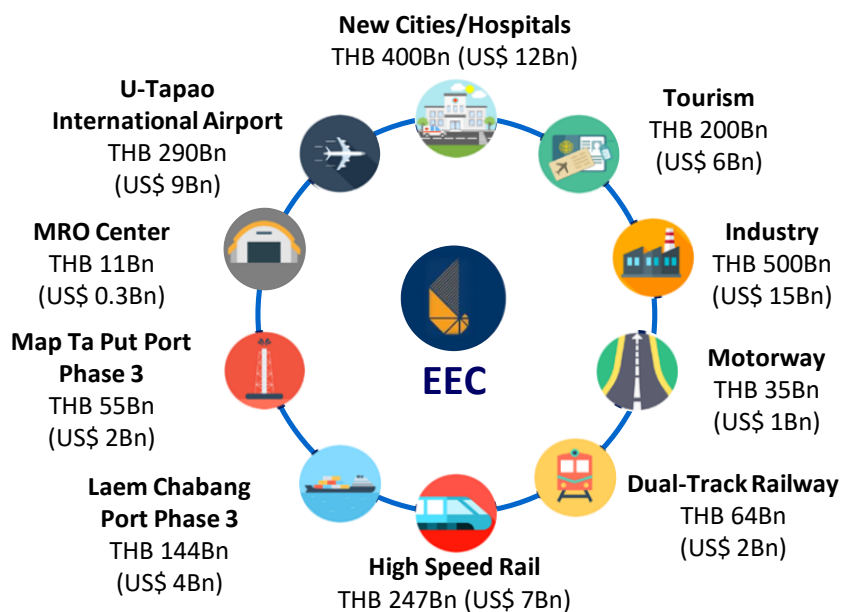 New Cities/Hospitals
THB 400Bn (US$ 12Bn)
U-Tapao
International Airport
THB 290Bn
(US$ 9Bn)
Tourism
THB 200Bn
(US$ 6Bn)
MRO Center
THB 11Bn
(US$ 0.3Bn)
Industry
THB 500Bn
(US$ 15Bn)
EEC
Map Ta Put Port
Phase 3
THB 55Bn
(US$ 2Bn)
Motorway
THB 35Bn
(US$ 1Bn)
Laem Chabang
Port Phase 3
THB 144Bn
(US$ 4Bn)
Dual-Track Railway
THB 64Bn
(US$ 2Bn)
High Speed Rail
THB 247Bn (US$ 7Bn)